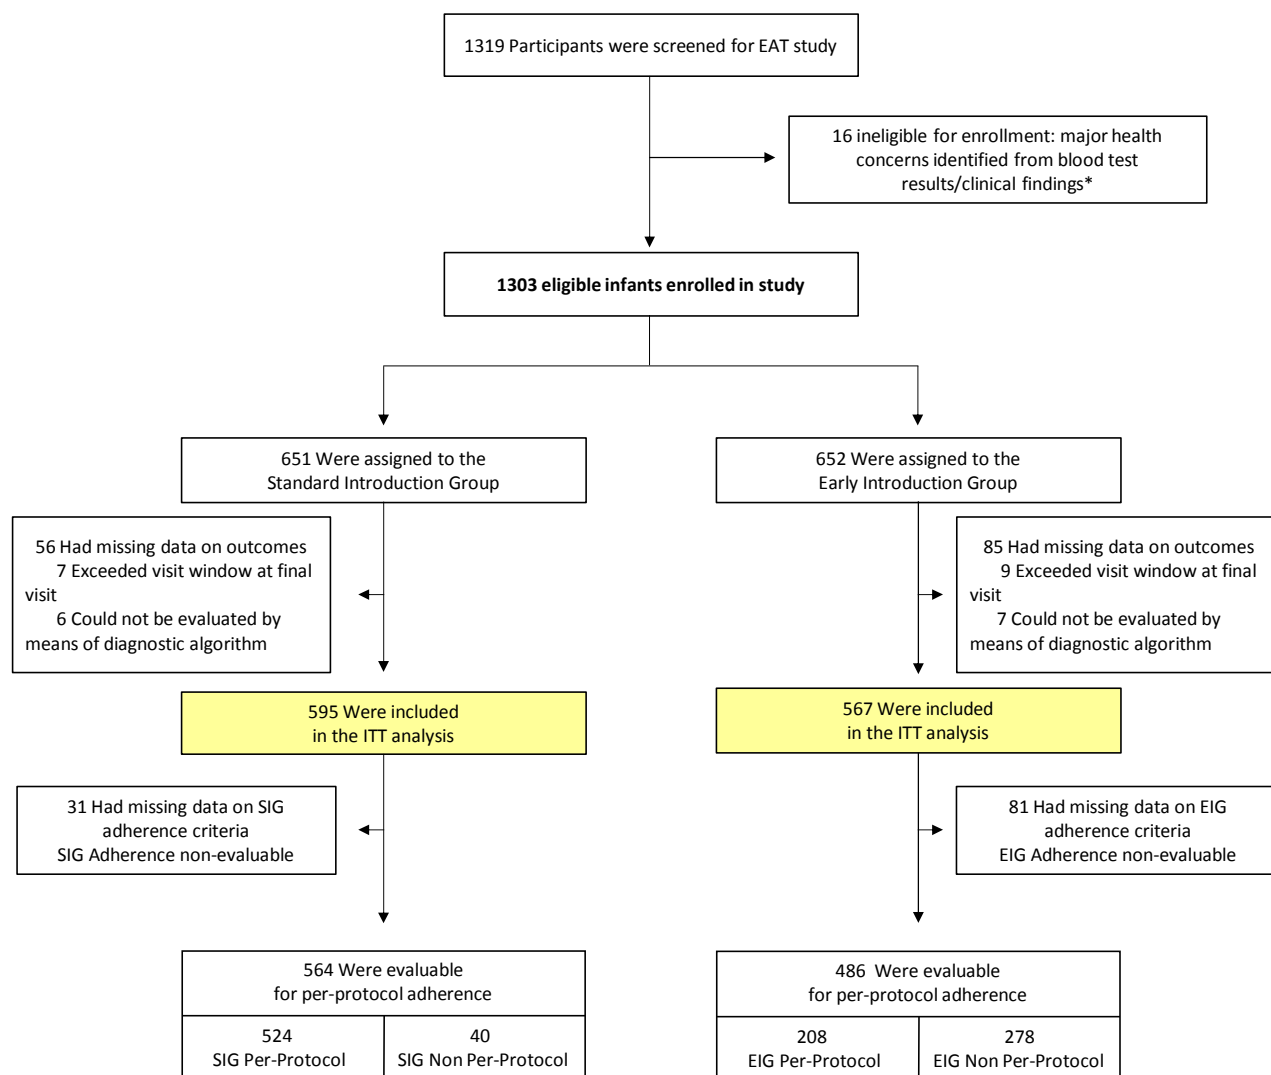 1319 Participants were screened for EAT study
16 ineligible for enrollment: major health
concerns identified from blood test
results/clinical findings*
1303 eligible infants enrolled in study
651 Were assigned to the
Standard Introduction Group
652 Were assigned to the
Early Introduction Group
56 Had missing data on outcomes
7 Exceeded visit window at final
visit
6 Could not be evaluated by
means of diagnostic algorithm
85 Had missing data on outcomes
9 Exceeded visit window at final
visit
7 Could not be evaluated by
means of diagnostic algorithm
595 Were included
in the ITT analysis
567 Were included
in the ITT analysis
31 Had missing data on SIG
adherence criteria
SIG Adherence non-evaluable
81 Had missing data on EIG
adherence criteria
EIG Adherence non-evaluable
564 Were evaluable
for per-protocol adherence
524
SIG Per-Protocol
40
SIG Non Per-Protocol
486 Were evaluable
for per-protocol adherence
208
EIG Per-Protocol
278
EIG Non Per-Protocol